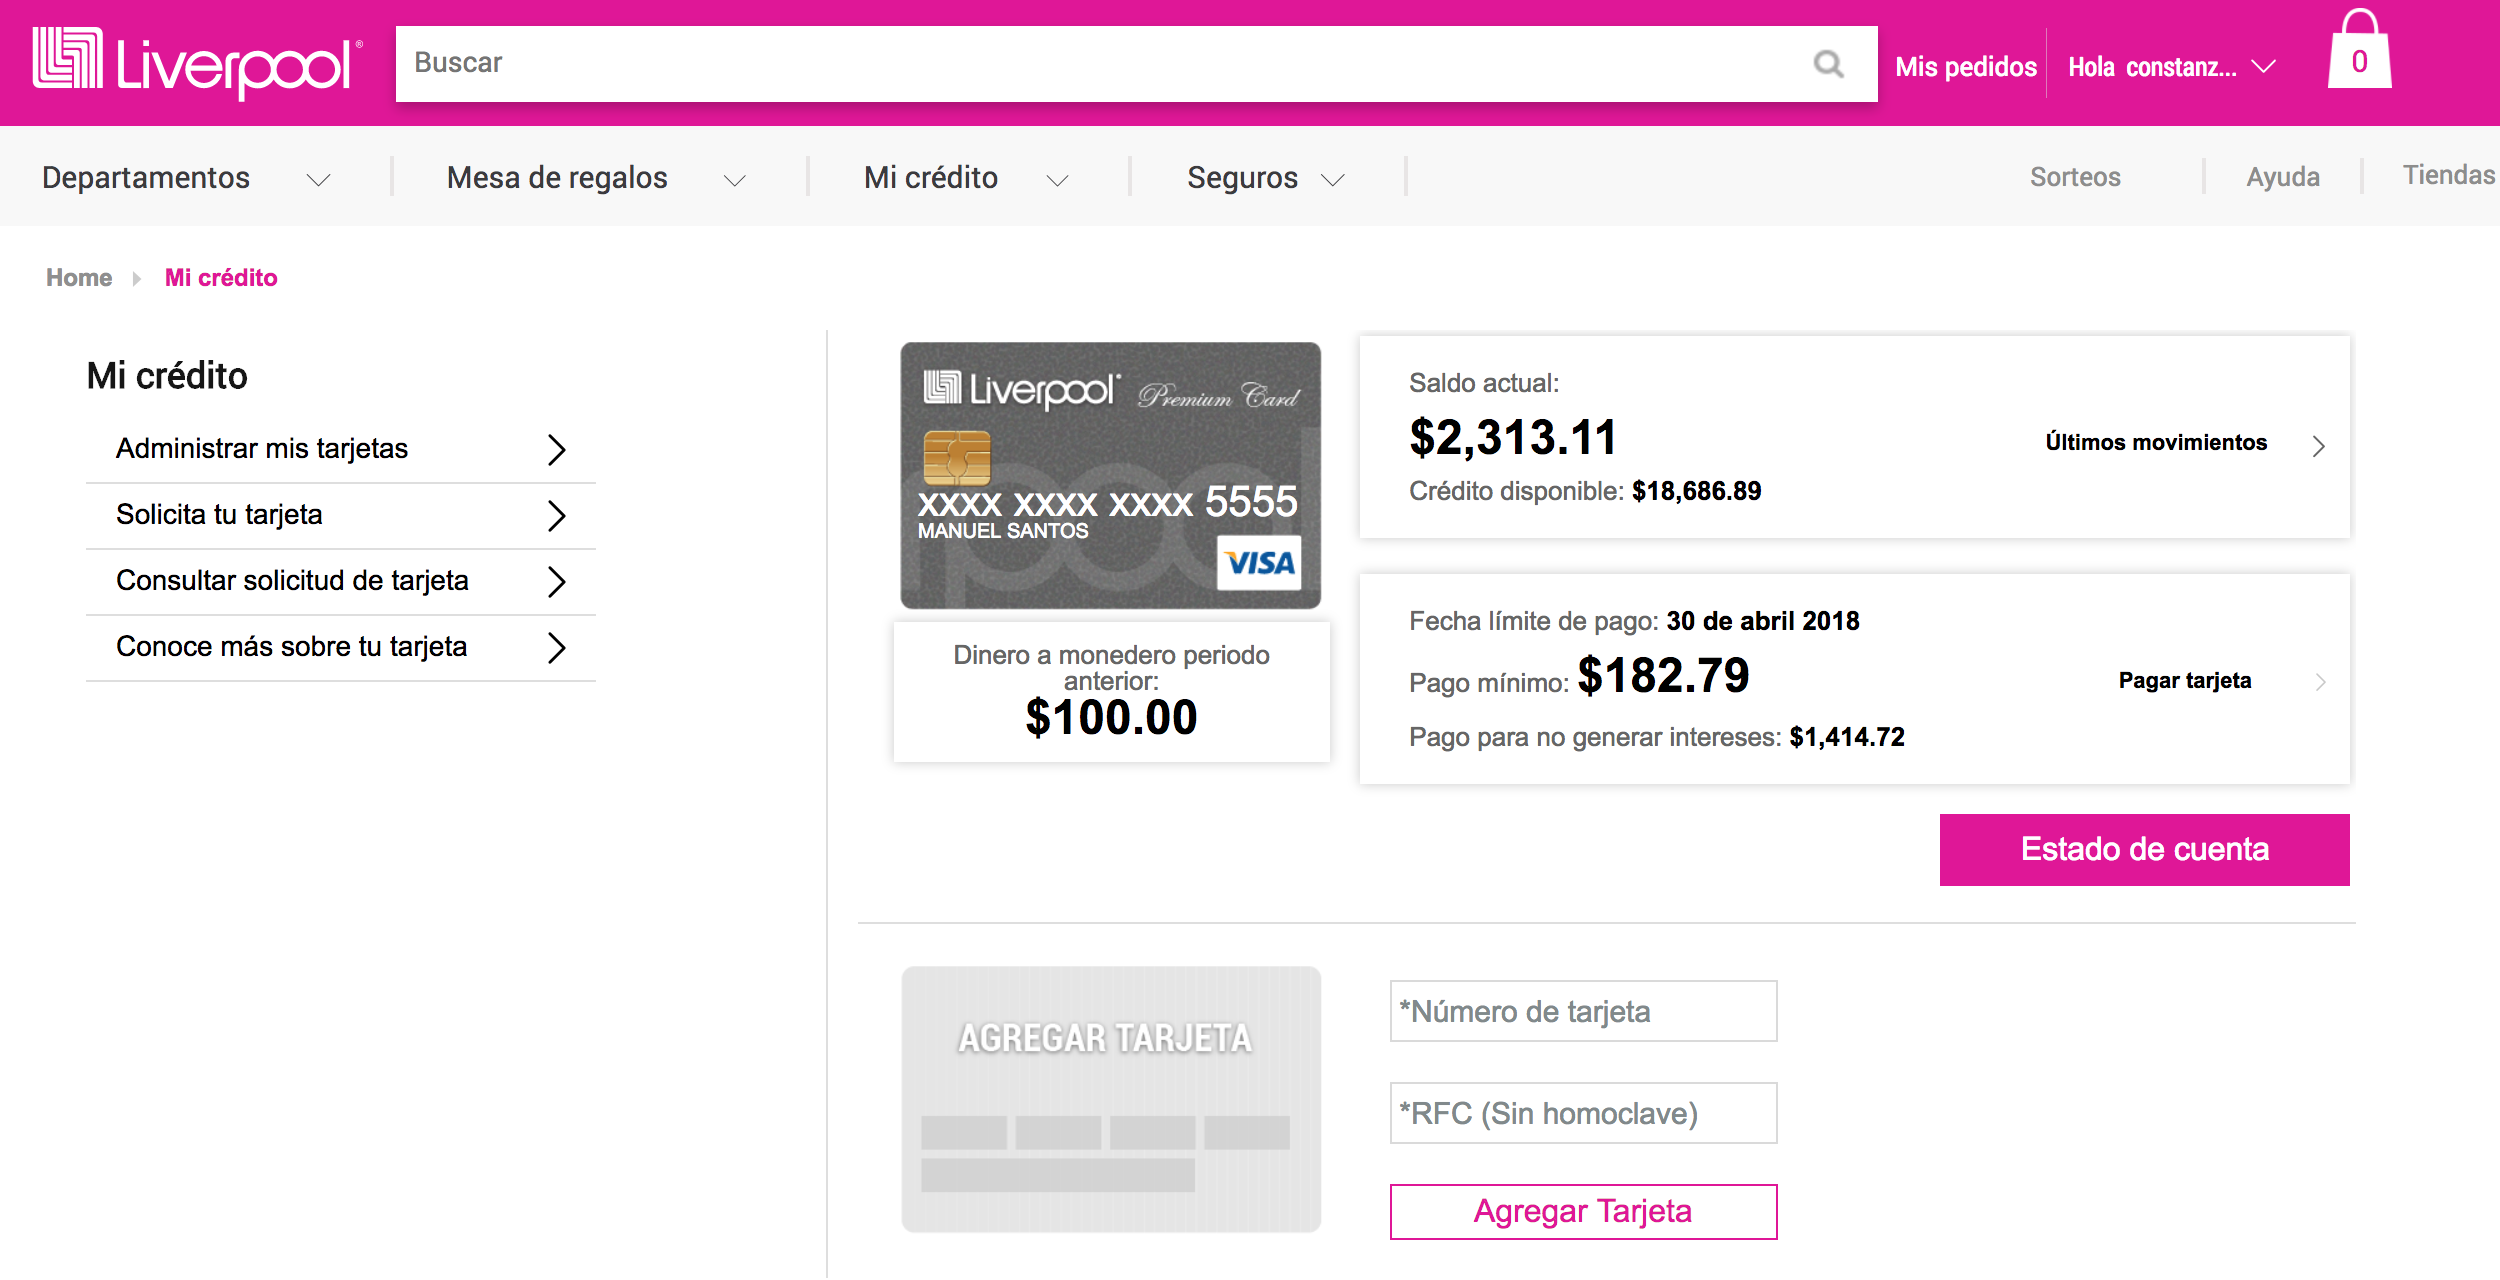 Liverpool®
Buscar
Mis pedidos
Hola constanz...
0
Departamentos
Mesa de regalos
Mi crédito
Seguros
Sorteos
Ayuda
Tiendas
Home
Mi crédito
Mi crédito
Administrar mis tarjetas
Solicita tu tarjeta
Consultar solicitud de tarjeta
Conoce más sobre tu tarjeta
Liverpool® Premium Card
XXXX XXXX XXXX 5555
MANUEL SANTOS
VISA
Dinero a monedero periodo
anterior:
$100.00
Saldo actual:
$2,313.11
Crédito disponible: $18,686.89
Últimos movimientos
Fecha límite de pago: 30 de abril 2018
Pago mínimo: $182.79
Pago para no generar intereses: $1,414.72
Pagar tarjeta
Estado de cuenta
AGREGAR TARJETA
*Número de tarjeta
*RFC (Sin homoclave)
Agregar Tarjeta